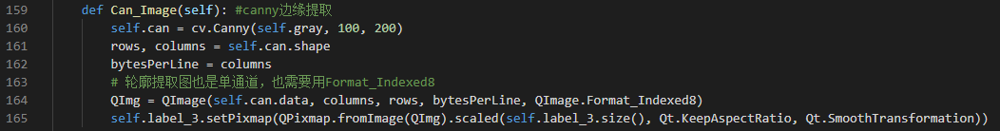 159 def Can_Image(self): #canny边缘提取
160 self.can = cv.Canny(self.gray, 100, 200)
161 rows, columns = self.can.shape
162 bytesPerLine = columns
163 # 轮廓提取图也是单通道，也需要用Format_Indexed8
164 QImg = QImage(self.can.data, columns, rows, bytesPerLine, QImage.Format_Indexed8)
165 self.label_3.setPixmap(QPixmap.fromImage(QImg).scaled(self.label_3.size(), Qt.KeepAspectRatio, Qt.SmoothTransformation))